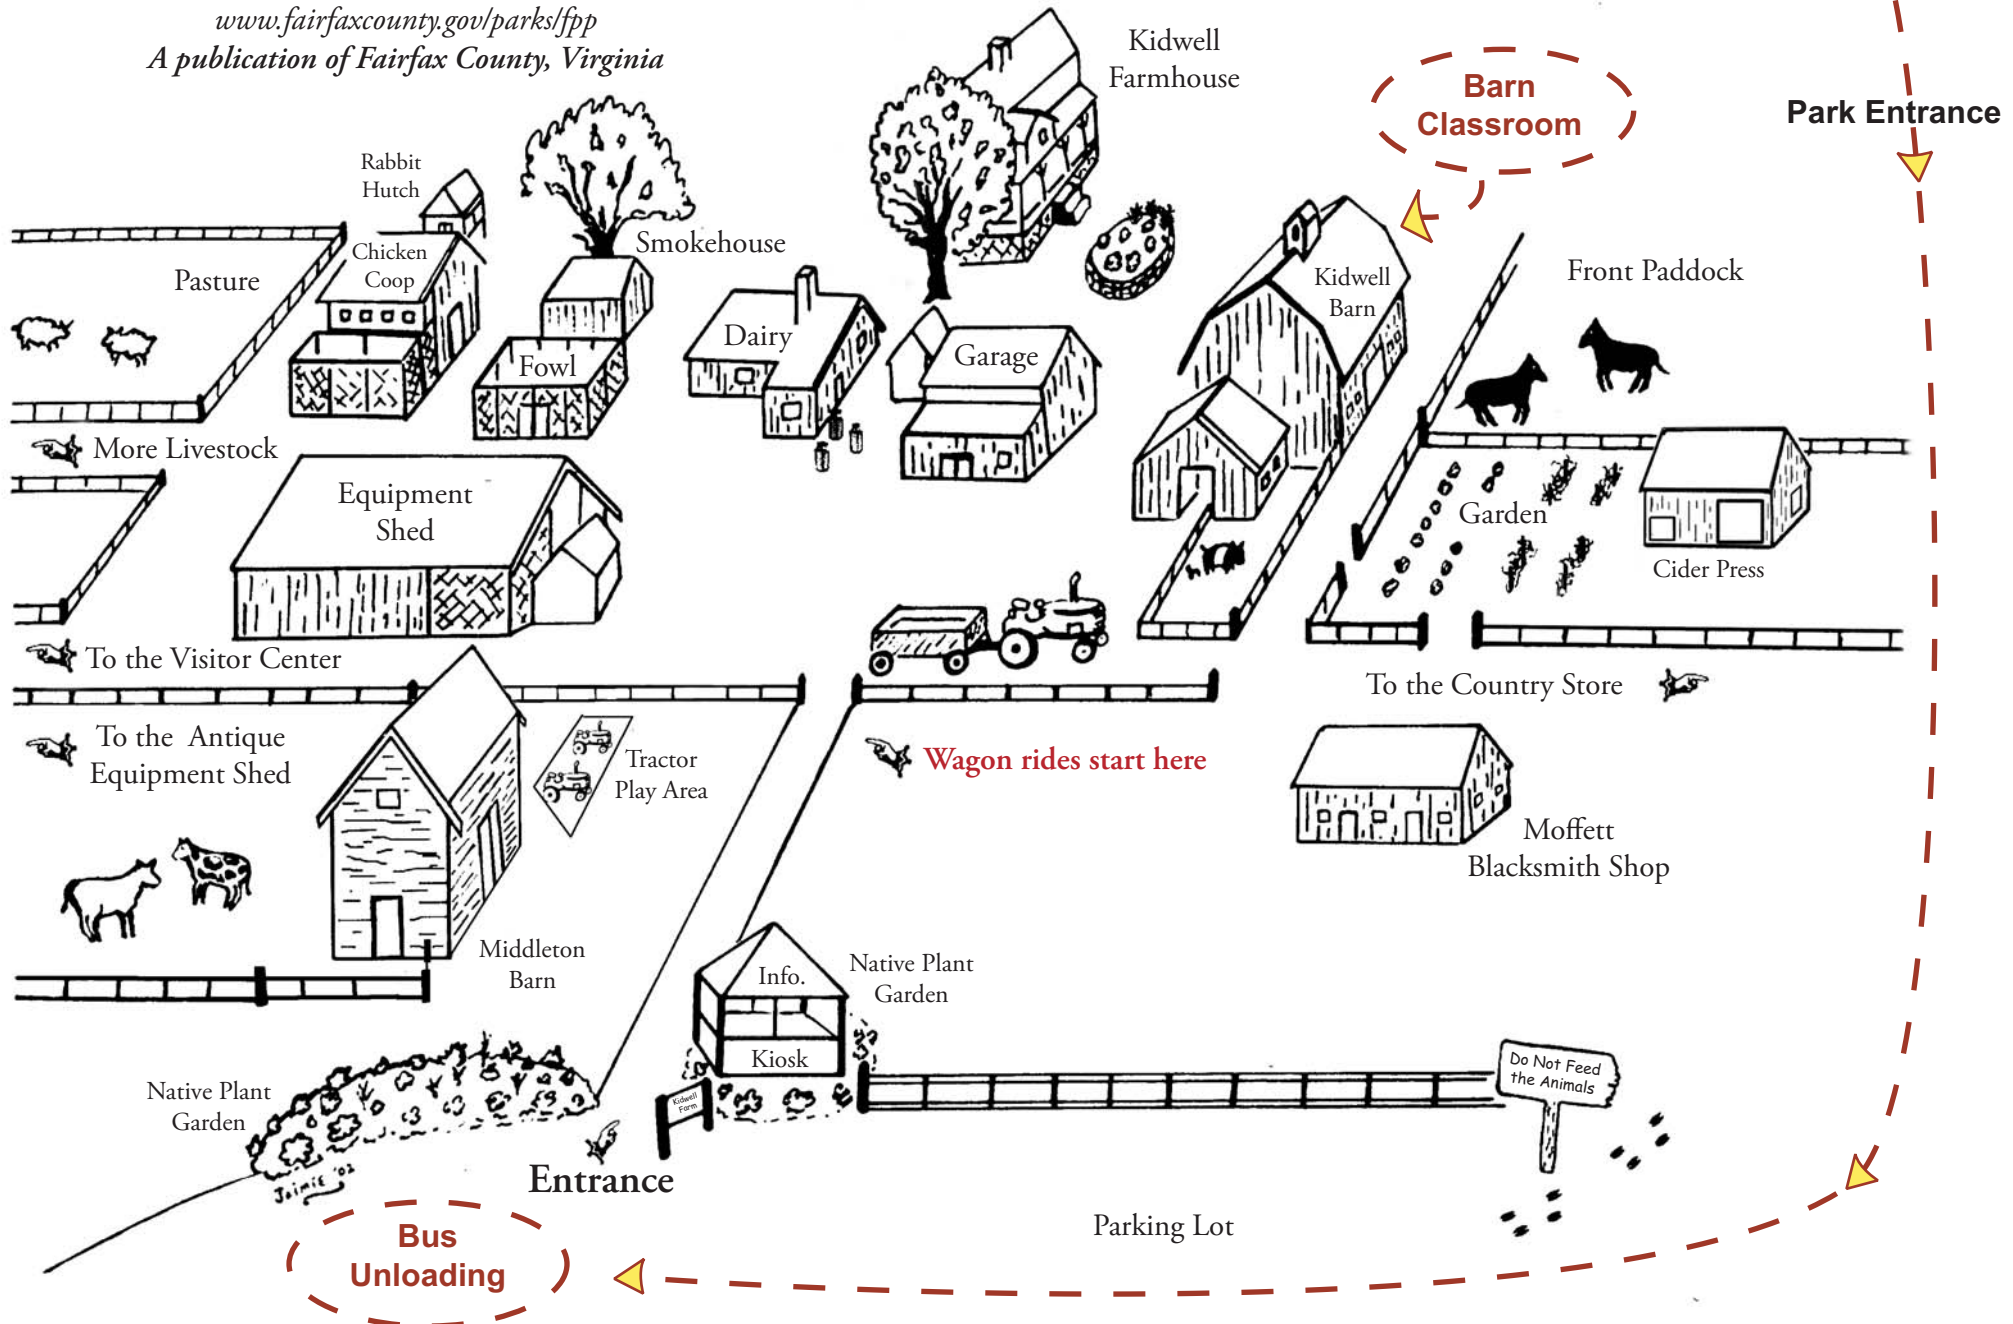 www.fairfaxcounty.gov/parks/fpp
A publication of Fairfax County, Virginia
Kidwell
Farmhouse
Barn
Classroom
Park Entrance
Rabbit
Hutch
Smokehouse
Chicken
Coop
Pasture
Front Paddock
Kidwell
Barn
Dairy
Garage
Fowl
More Livestock
Equipment
Shed
Garden
Cider Press
To the Visitor Center
To the Country Store
To the Antique
Equipment Shed
Tractor
Play Area
Wagon rides start here
Moffett
Blacksmith Shop
Middleton
Barn
Info.
Kiosk
Native Plant
Garden
Do Not Feed
the Animals
Native Plant
Garden
Kidwell
Farm
Jaimie '02
Entrance
Bus
Unloading
Parking Lot